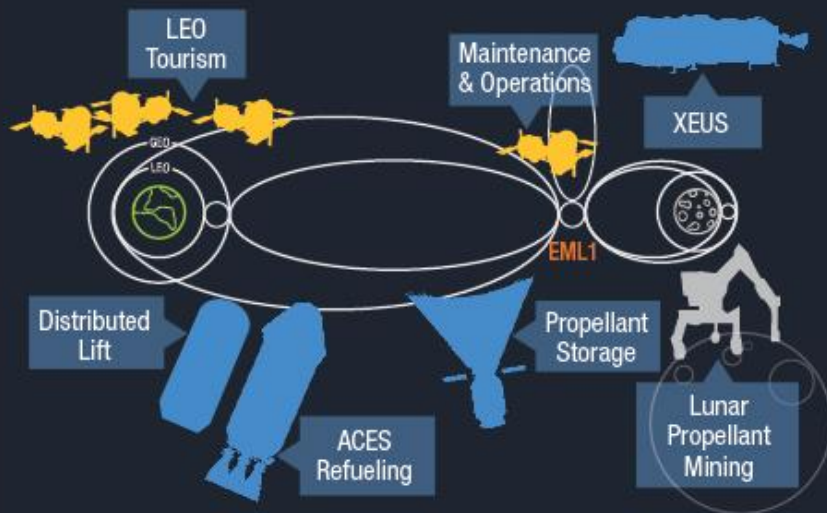 LEO
Tourism
Maintenance
& Operations
XEUS
GEO
LEO
EML1
Distributed
Lift
Propellant
Storage
ACES
Refueling
Lunar
Propellant
Mining